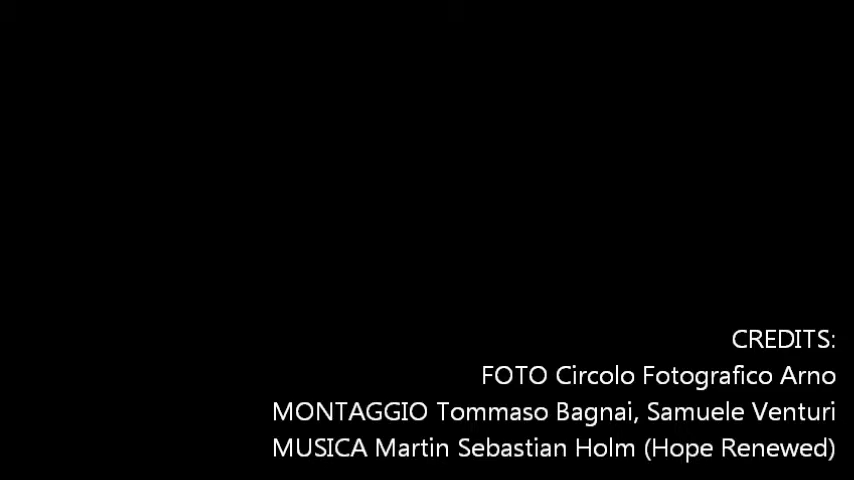 CREDITS:
FOTO Circolo Fotografico Arno
MONTAGGIO Tommaso Bagnai, Samuele Venturi
MUSICA Martin Sebastian Holm (Hope Renewed)